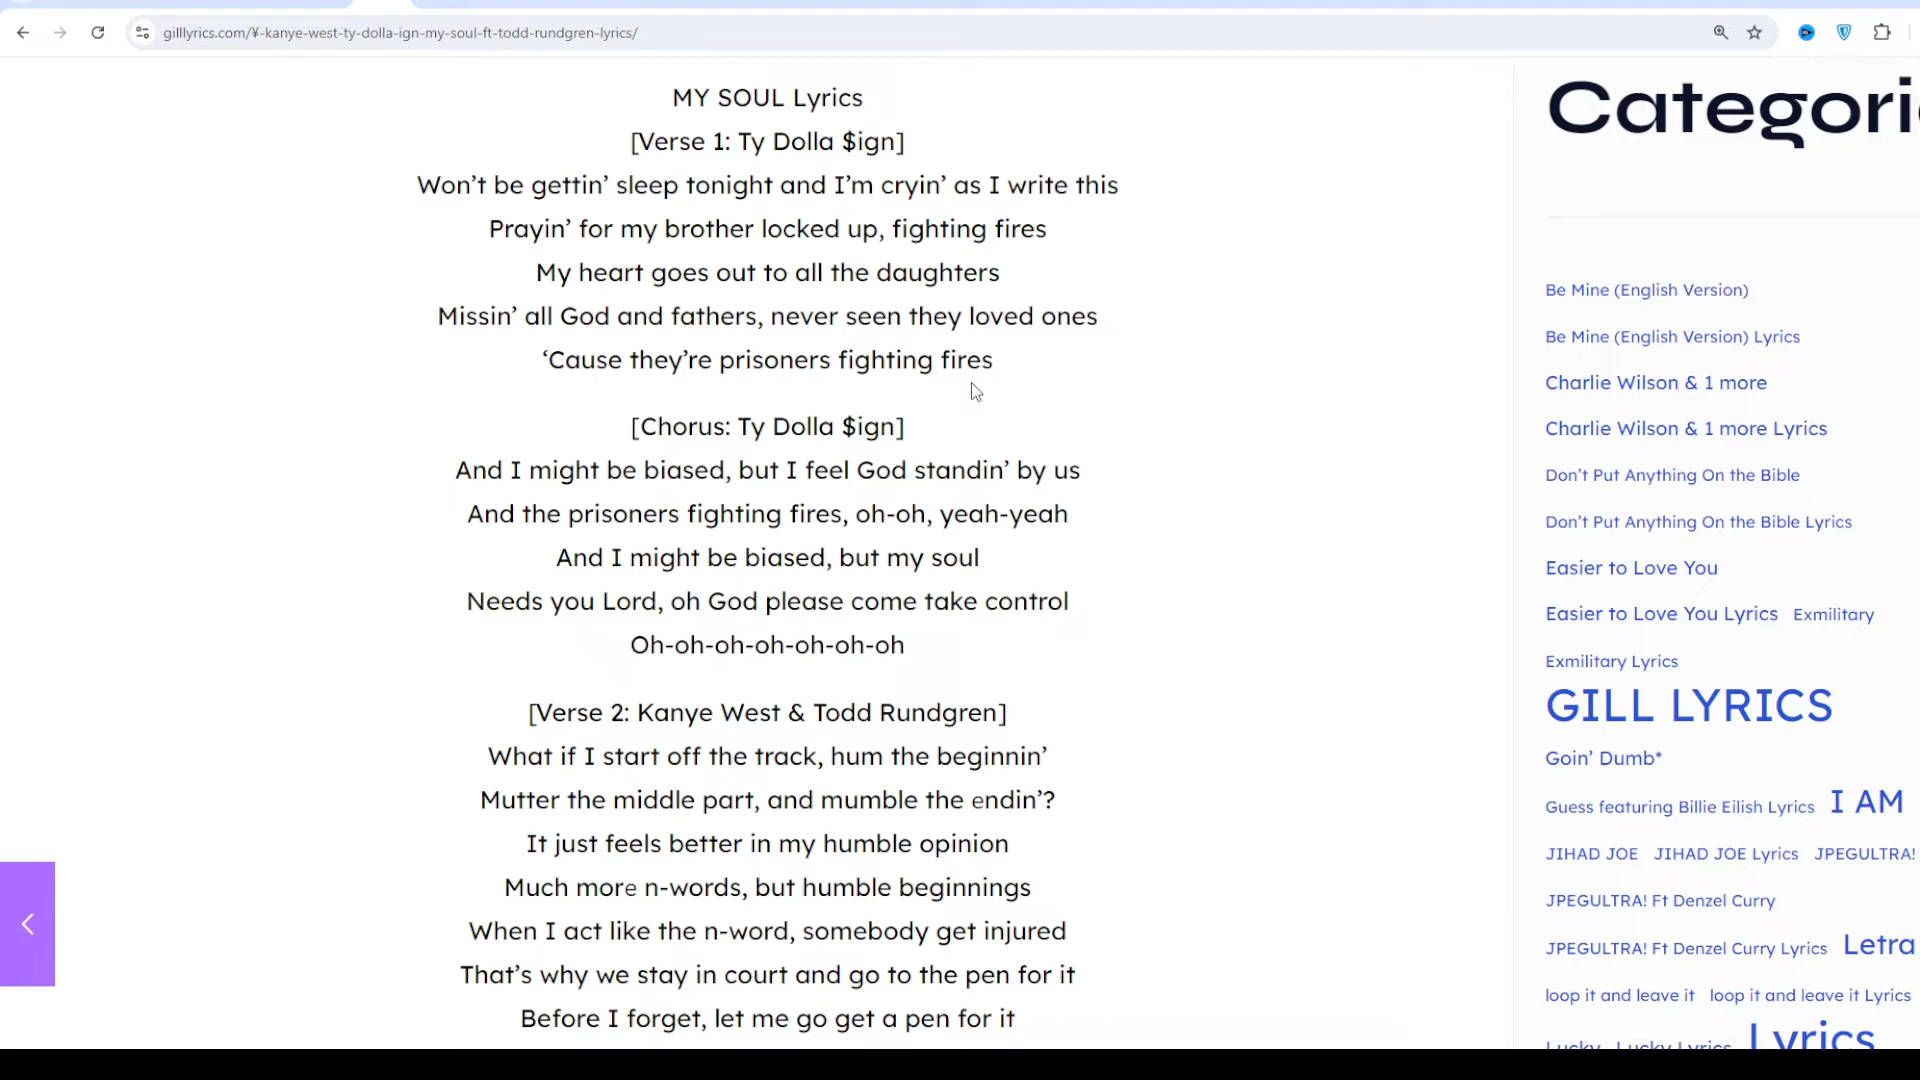 gilllyrics.com/¥-kanye-west-ty-dolla-ign-my-soul-ft-todd-rundgren-lyrics/
MY SOUL Lyrics
[Verse 1: Ty Dolla $ign]
Won’t be gettin’ sleep tonight and I’m cryin’ as I write this
Prayin’ for my brother locked up, fighting fires
My heart goes out to all the daughters
Missin’ all God and fathers, never seen they loved ones
‘Cause they’re prisoners fighting fires
[Chorus: Ty Dolla $ign]
And I might be biased, but I feel God standin’ by us
And the prisoners fighting fires, oh-oh, yeah-yeah
And I might be biased, but my soul
Needs you Lord, oh God please come take control
Oh-oh-oh-oh-oh-oh-oh
[Verse 2: Kanye West & Todd Rundgren]
What if I start off the track, hum the beginnin’
Mutter the middle part, and mumble the endin’?
It just feels better in my humble opinion
Much more n-words, but humble beginnings
When I act like the n-word, somebody get injured
That’s why we stay in court and go to the pen for it
Before I forget, let me go get a pen for it
Categori
Be Mine (English Version)
Be Mine (English Version) Lyrics
Charlie Wilson & 1 more
Charlie Wilson & 1 more Lyrics
Don’t Put Anything On the Bible
Don’t Put Anything On the Bible Lyrics
Easier to Love You
Easier to Love You Lyrics Exmilitary
Exmilitary Lyrics
GILL LYRICS
Goin’ Dumb*
Guess featuring Billie Eilish Lyrics I AM
JIHAD JOE JIHAD JOE Lyrics JPEGULTRA!
JPEGULTRA! Ft Denzel Curry
JPEGULTRA! Ft Denzel Curry Lyrics Letra
loop it and leave it loop it and leave it Lyrics
Lucky Lucky Lyrics Lyrics